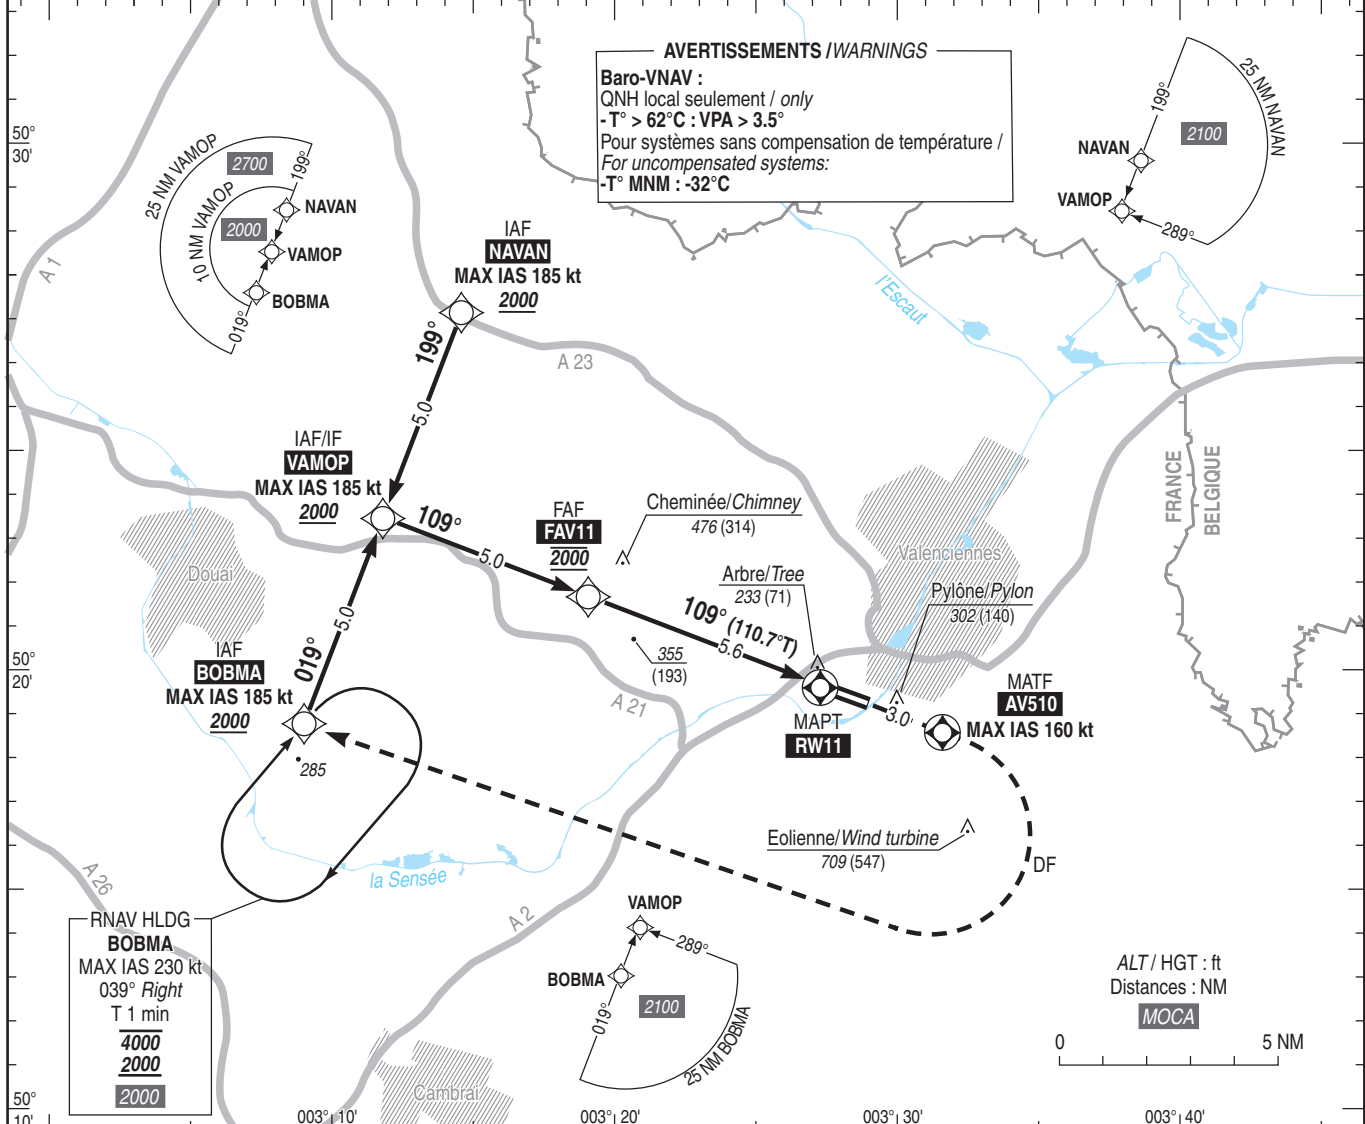 AVERTISSEMENTS / WARNINGS
Baro-VNAV :
QNH local seulement / only
- T° > 62°C : VPA > 3.5°
Pour systèmes sans compensation de température /
For uncompensated systems:
-T° MNM : -32°C
50°
30'
25 NM VAMOP
2700
199°
10 NM VAMOP
2000
NAVAN
VAMOP
BOBMA
019°
25 NM NAVAN
199°
2100
NAVAN
VAMOP
289°
A 1
IAF
NAVAN
MAX IAS 185 kt
2000
199°
5.0
A 23
l'Escaut
IAF/IF
VAMOP
MAX IAS 185 kt
2000
109°
5.0
FAF
FAV11
2000
Cheminée/Chimney
476 (314)
FRANCE
BELGIQUE
Valenciennes
Douai
Arbre/Tree
233 (71)
Pylône/Pylon
302 (140)
109° (110.7°T)
5.6
355
(193)
5.0
019°
IAF
BOBMA
MAX IAS 185 kt
2000
50°
20'
285
A 21
MAPT
RW11
3.0
MATF
AV510
MAX IAS 160 kt
Eolienne/Wind turbine
709 (547)
DF
la Sensée
A 26
A 2
RNAV HLDG
BOBMA
MAX IAS 230 kt
039° Right
T 1 min
4000
2000
2000
VAMOP
289°
BOBMA
019°
2100
25 NM BOBMA
Cambrai
ALT / HGT : ft
Distances : NM
MOCA
0 5 NM
50°
10'
003° 10'
003° 20'
003° 30'
003° 40'